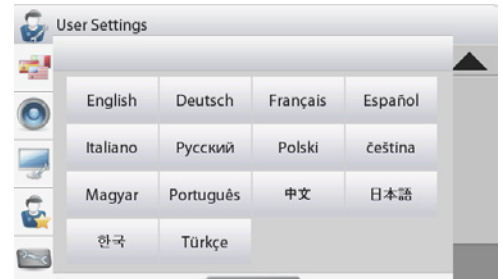 User Settings
English Deutsch Français Español
Italiano Русский Polski čeština
Magyar Português 中文 日本語
한국 Türkçe